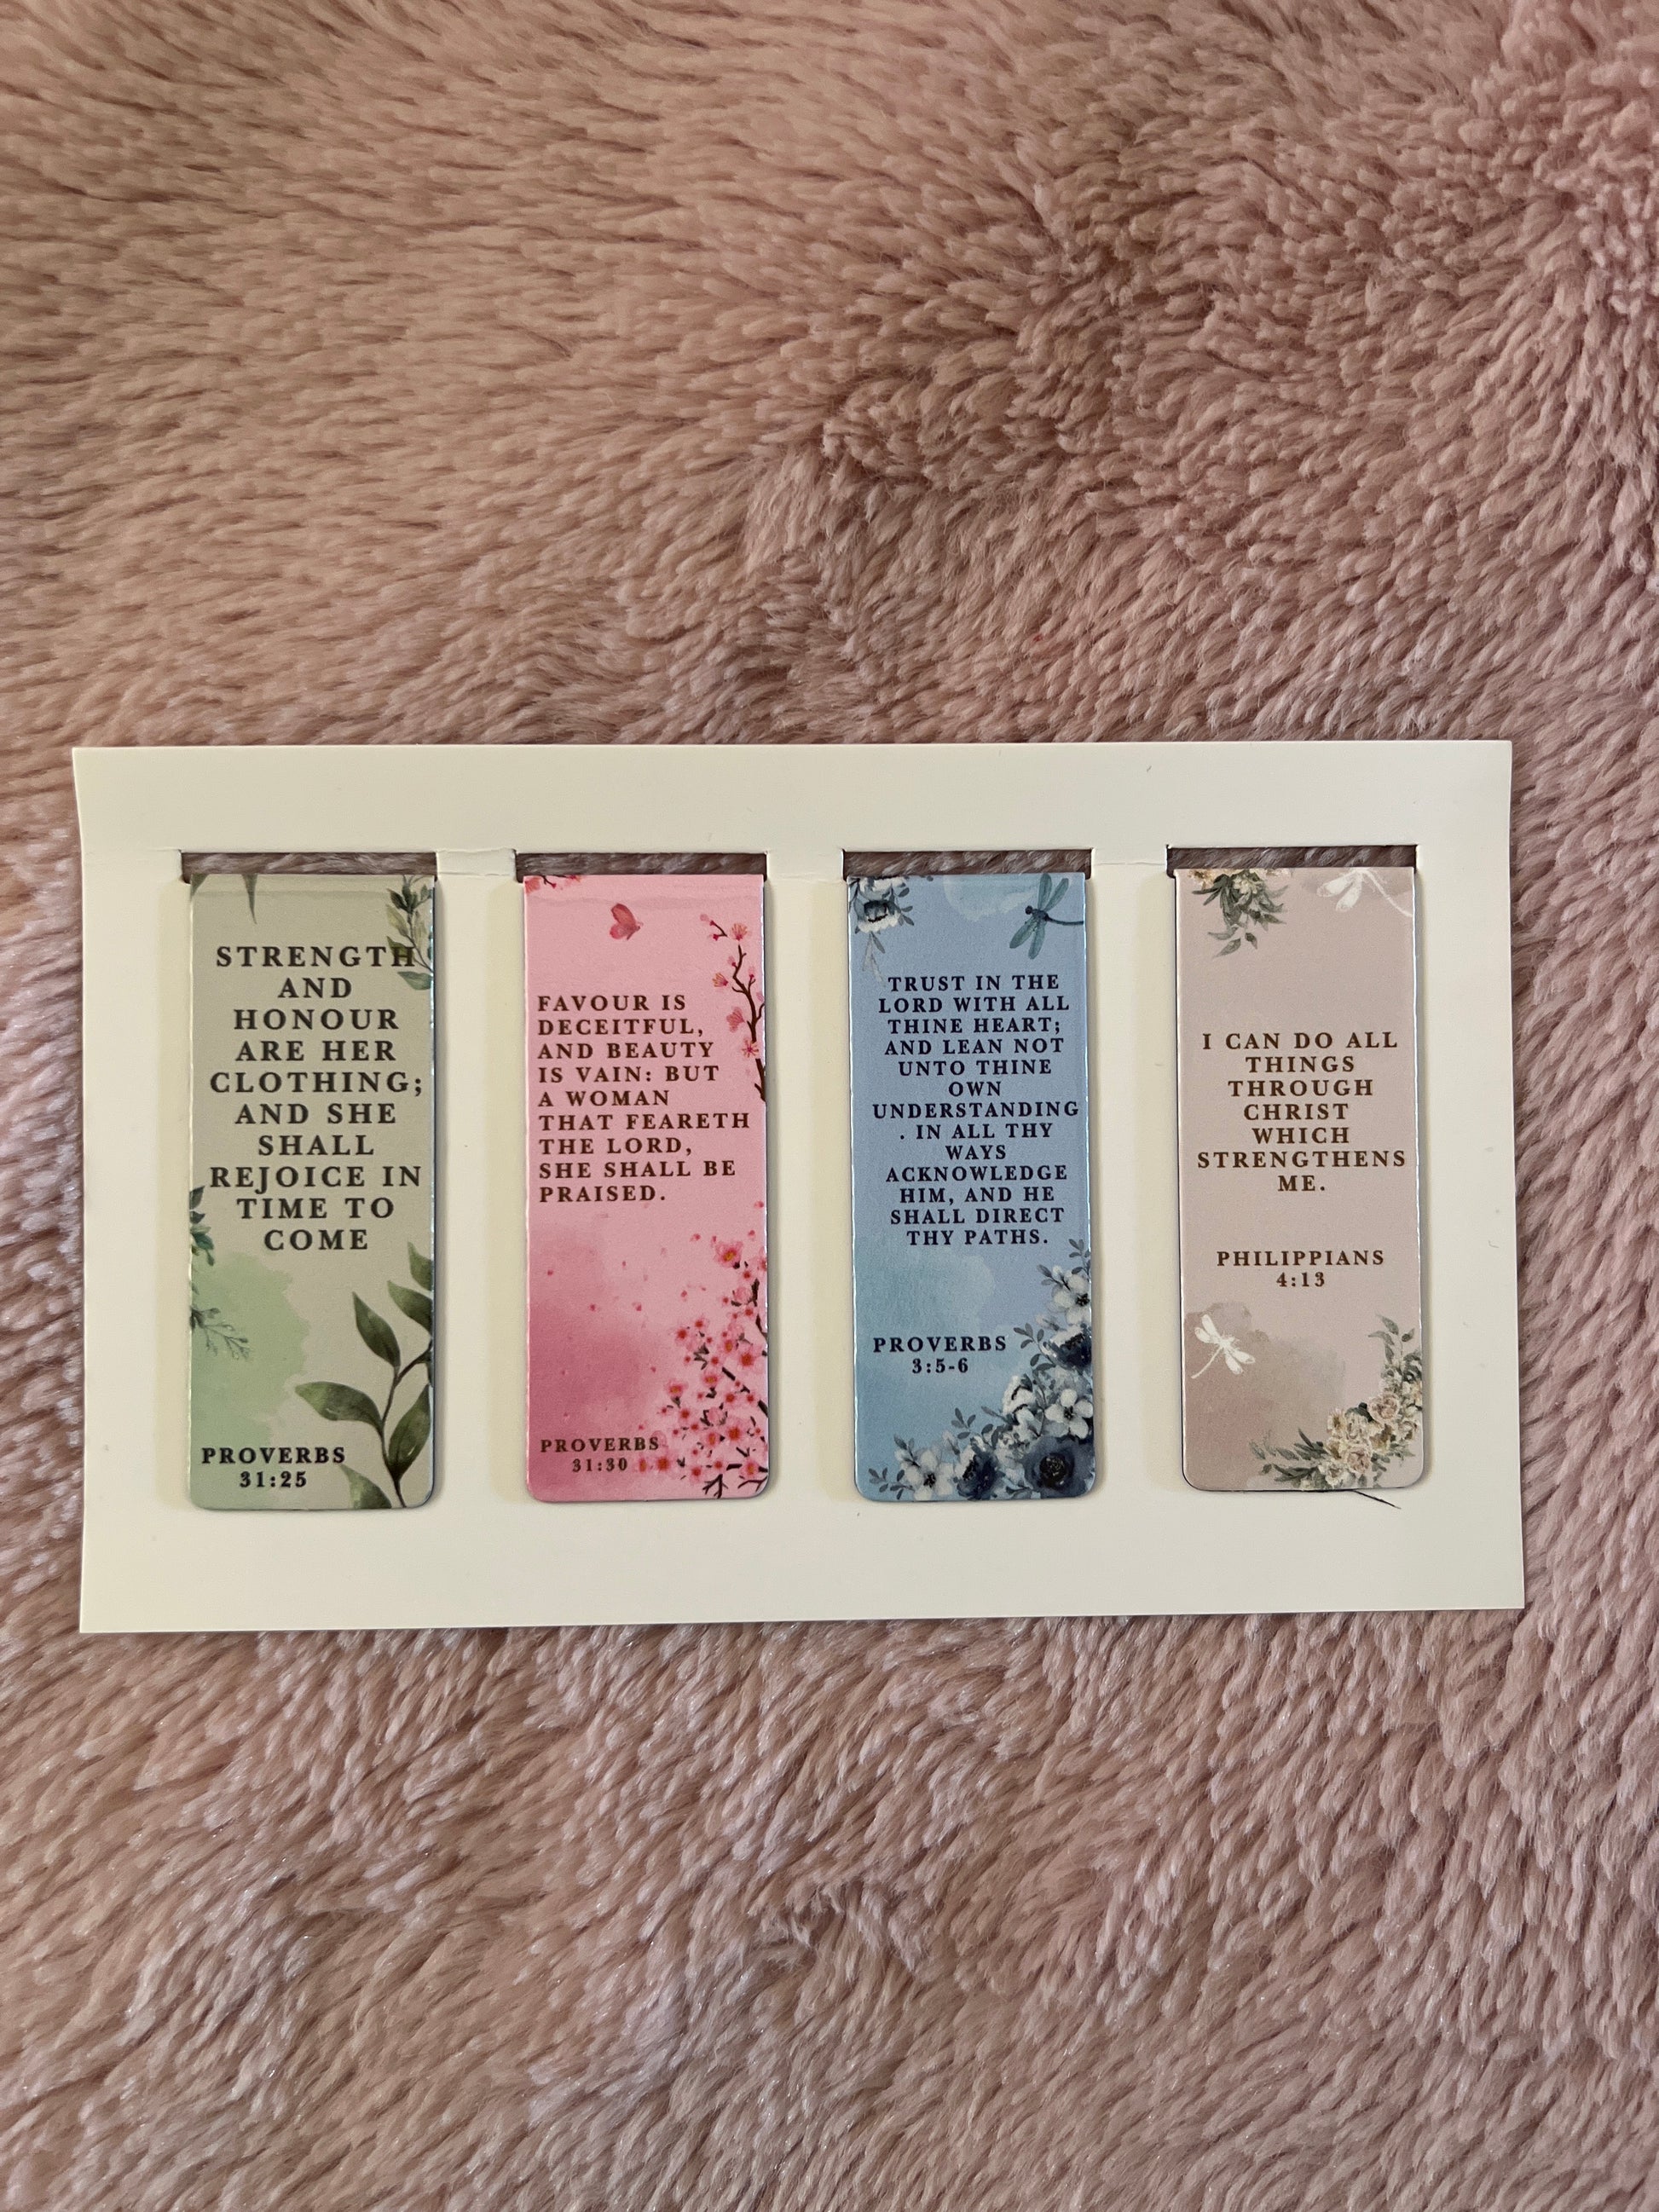 STRENGTH
AND
HONOUR
ARE HER
CLOTHING;
AND SHE
SHALL
REJOICE IN
TIME TO
COME
PROVERBS
31:25
FAVOUR IS
DECEITFUL,
AND BEAUTY
IS VAIN: BUT
A WOMAN
THAT FEARETH
THE LORD,
SHE SHALL BE
PRAISED.
PROVERBS
31:30
TRUST IN THE
LORD WITH ALL
THINE HEART;
AND LEAN NOT
UNTO THINE
OWN
UNDERSTANDING
. IN ALL THY
WAYS
ACKNOWLEDGE
HIM, AND HE
SHALL DIRECT
THY PATHS.
PROVERBS
3:5-6
I CAN DO ALL
THINGS
THROUGH
CHRIST
WHICH
STRENGTHENS
ME.
PHILIPPIANS
4:13